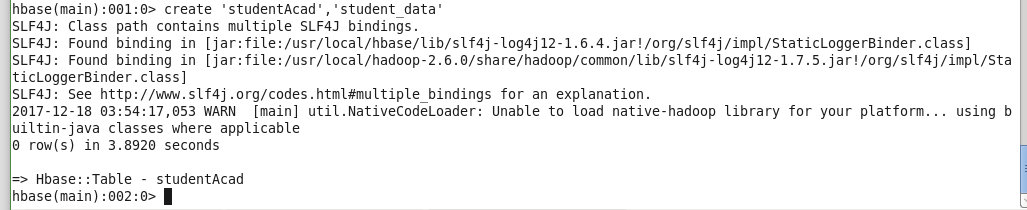 hbase(main):001:0> create 'studentAcad','student_data'
SLF4J: Class path contains multiple SLF4J bindings.
SLF4J: Found binding in [jar:file:/usr/local/hbase/lib/slf4j-log4j12-1.6.4.jar!/org/slf4j/impl/StaticLoggerBinder.class]
SLF4J: Found binding in [jar:file:/usr/local/hadoop-2.6.0/share/hadoop/common/lib/slf4j-log4j12-1.7.5.jar!/org/slf4j/impl/Sta
ticLoggerBinder.class]
SLF4J: See http://www.slf4j.org/codes.html#multiple_bindings for an explanation.
2017-12-18 03:54:17,053 WARN  [main] util.NativeCodeLoader: Unable to load native-hadoop library for your platform... using b
uiltin-java classes where applicable
0 row(s) in 3.8920 seconds

=> Hbase::Table - studentAcad
hbase(main):002:0>